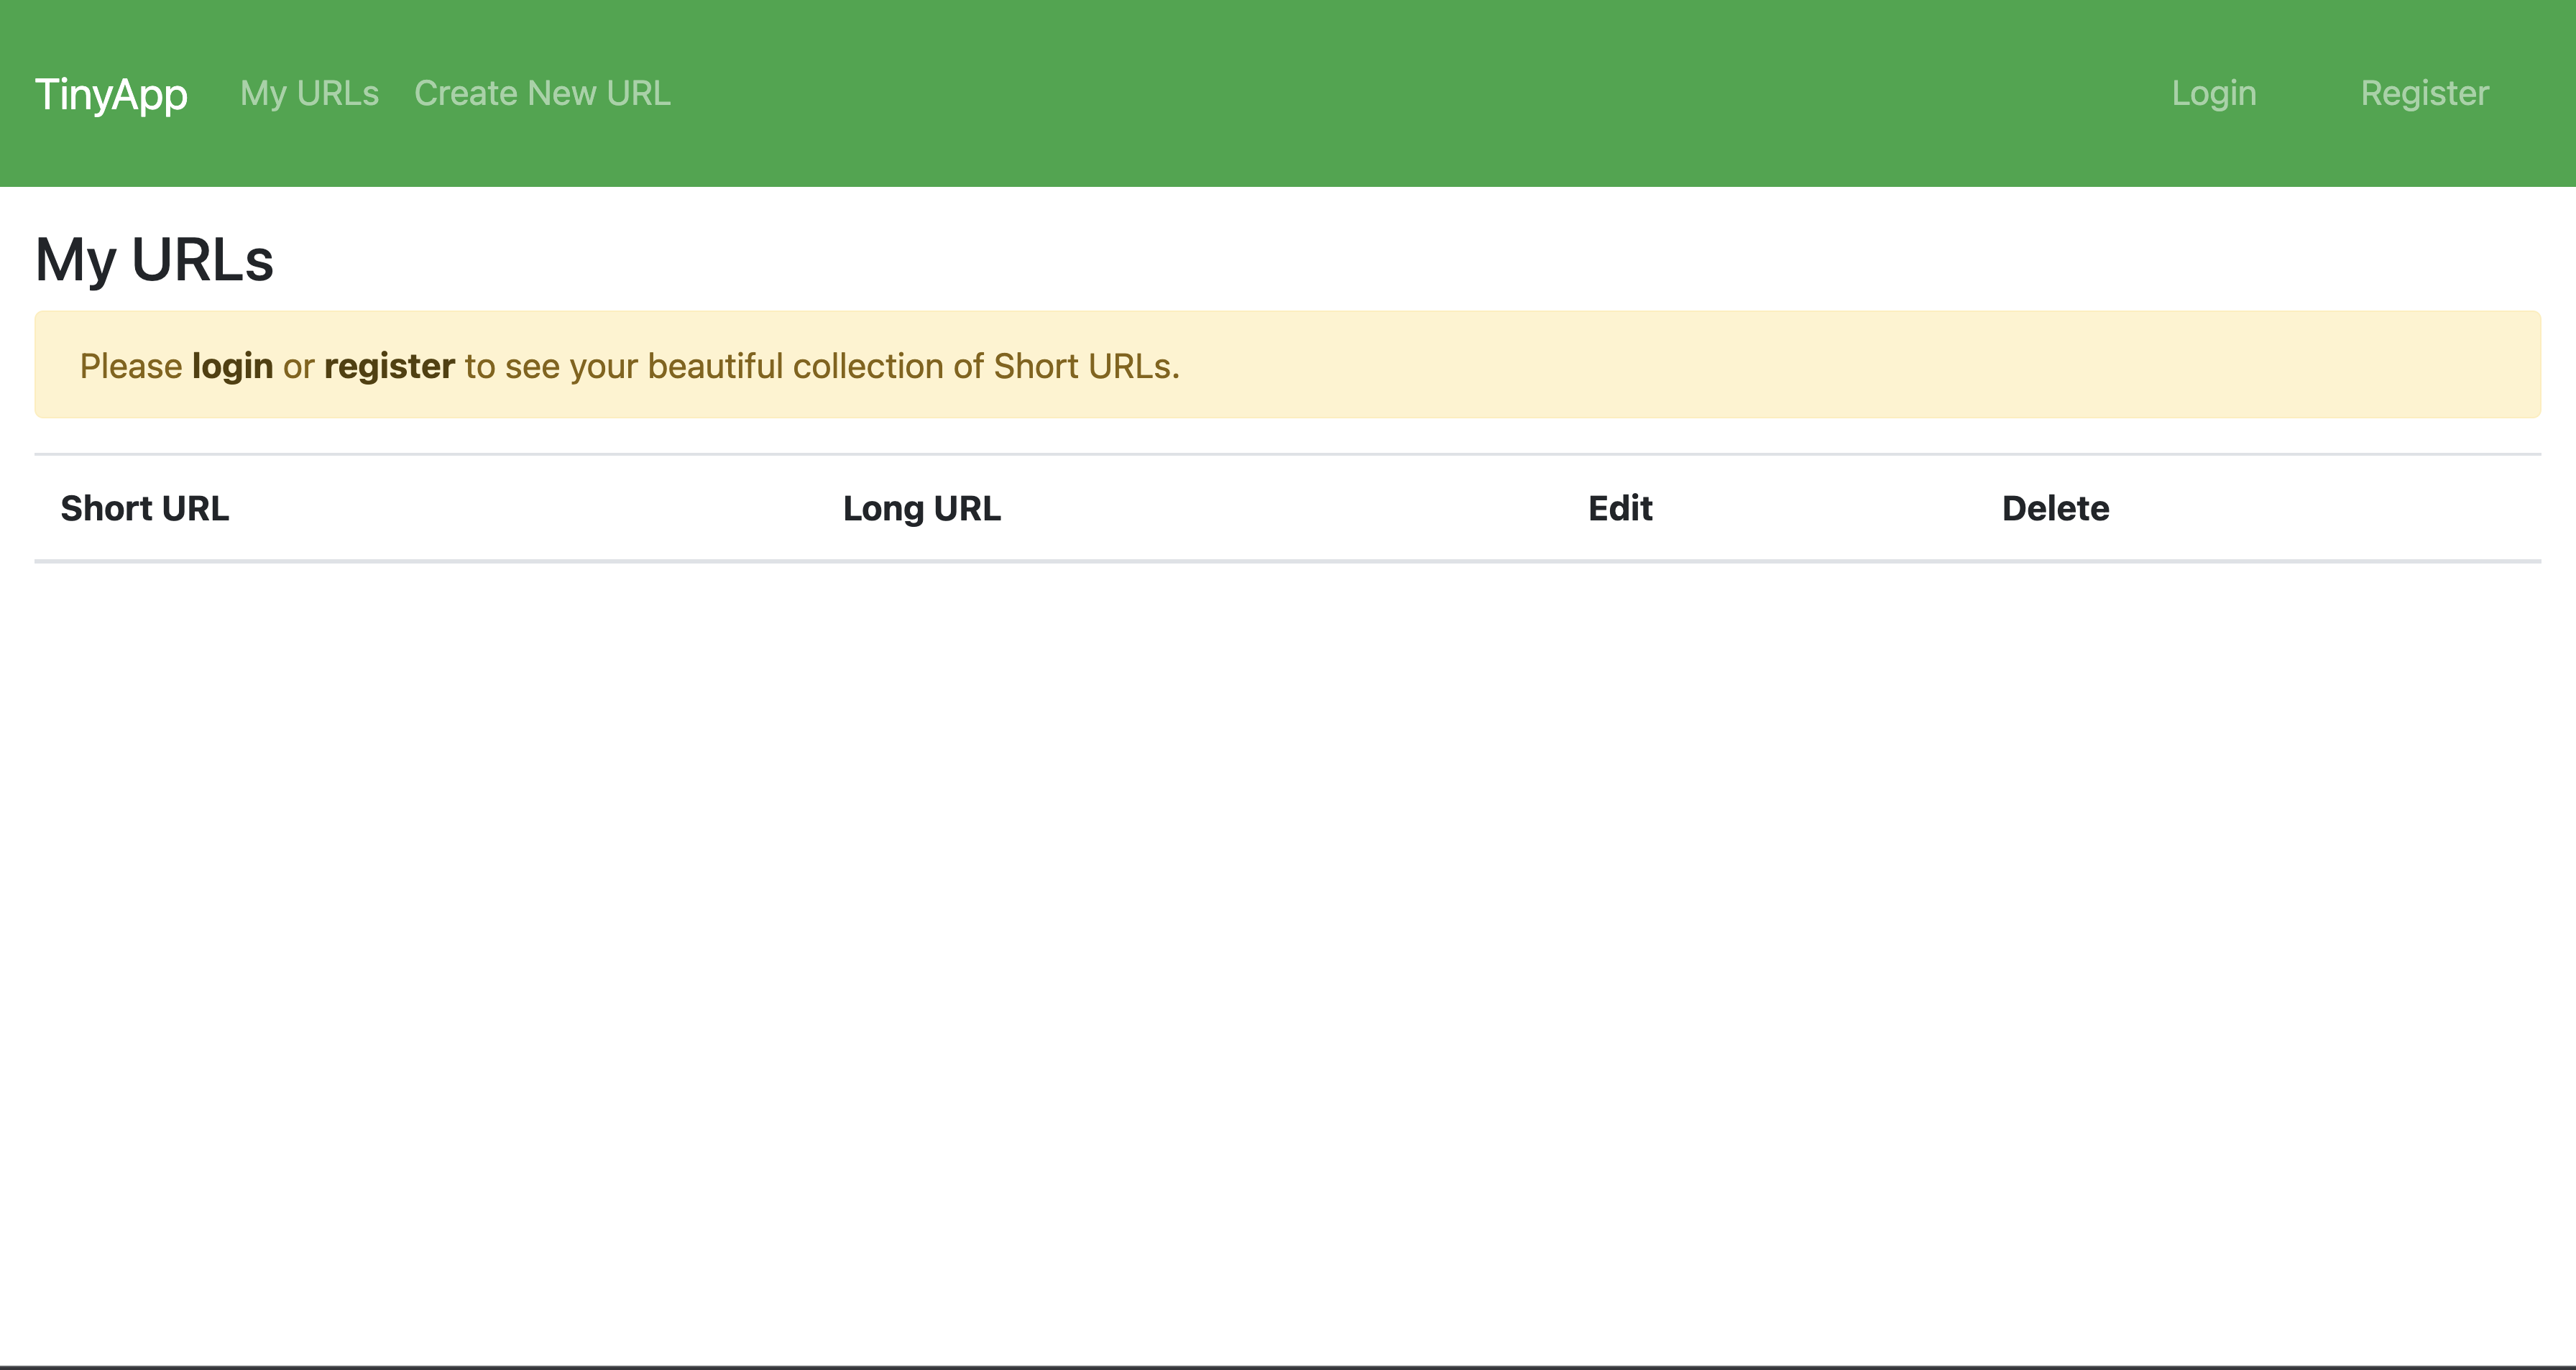 TinyApp My URLs Create New URL Login Register
My URLs
Please login or register to see your beautiful collection of Short URLs.
Short URL Long URL Edit Delete